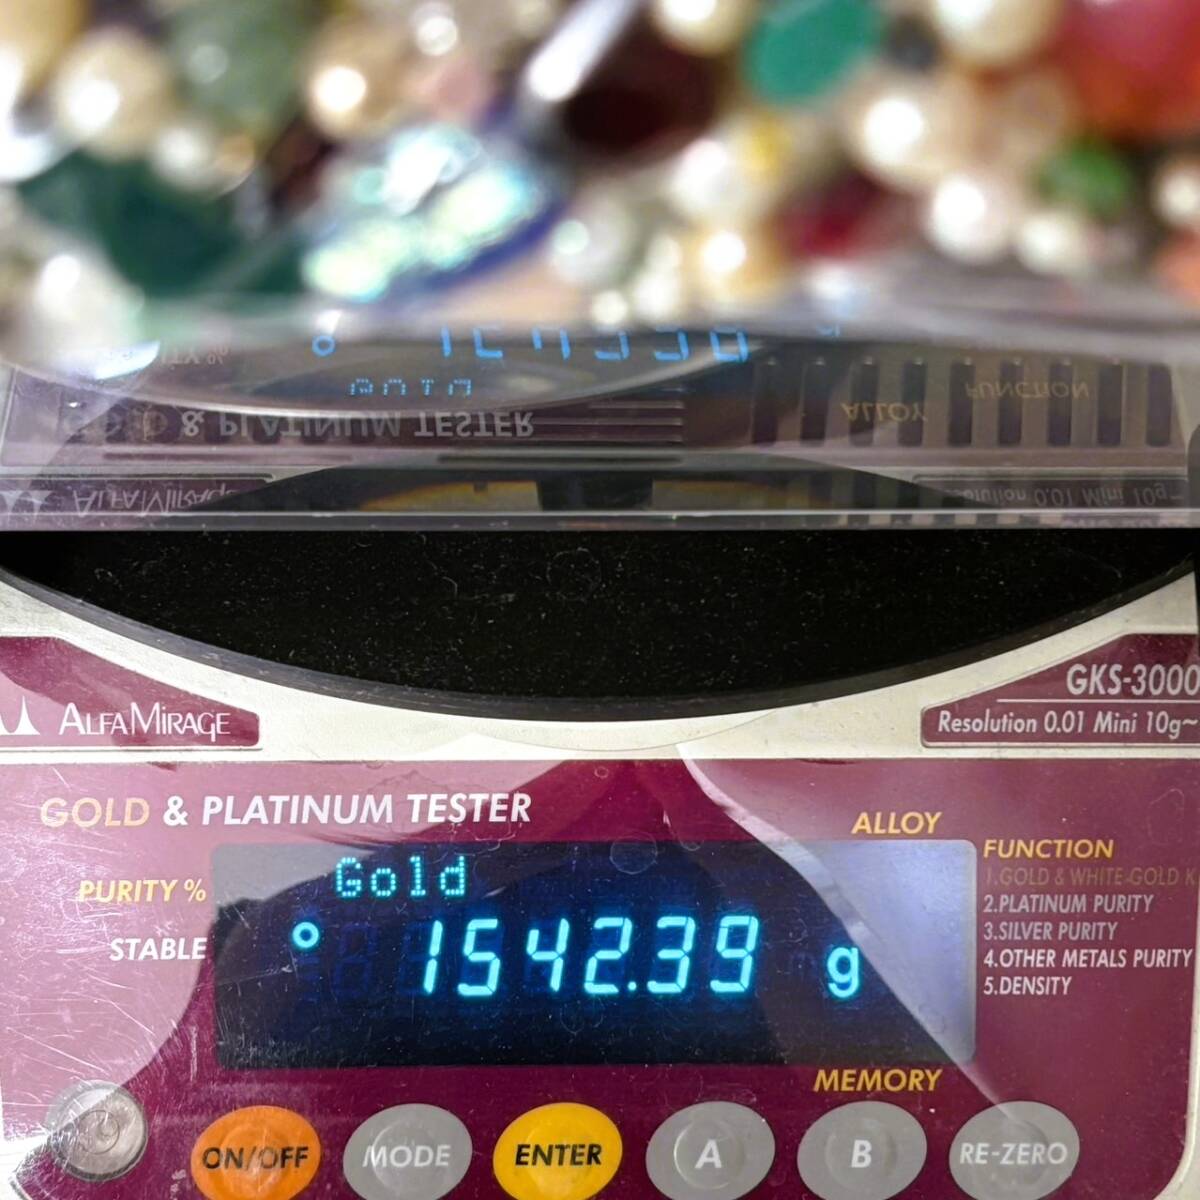 ALFAMIRAGE
GKS-3000
Resolution 0.01 Mini 10g~
GOLD & PLATINUM TESTER
ALLOY
FUNCTION
1.GOLD & WHITE-GOLD K
2.PLATINUM PURITY
3.SILVER PURITY
4.OTHER METALS PURITY
5.DENSITY
PURITY %
Gold
STABLE
1542.39 g
MEMORY
ON/OFF
MODE
ENTER
A
B
RE-ZERO